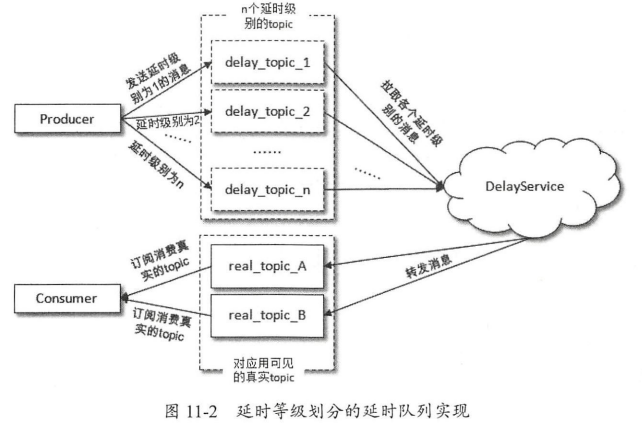 n个延时级
别的topic
发送延时级
别为1的消息
delay_topic_1
Producer
延时级别为2
delay_topic_2
……
……
延时级别为n
delay_topic_n
拉取各个延时级
别的消息
……
DelayService
订阅消费真
实的topic
real_topic_A
转发消息
Consumer
real_topic_B
订阅消费真
实的topic
对应用可见
的真实topic
图 11-2 延时等级划分的延时队列实现